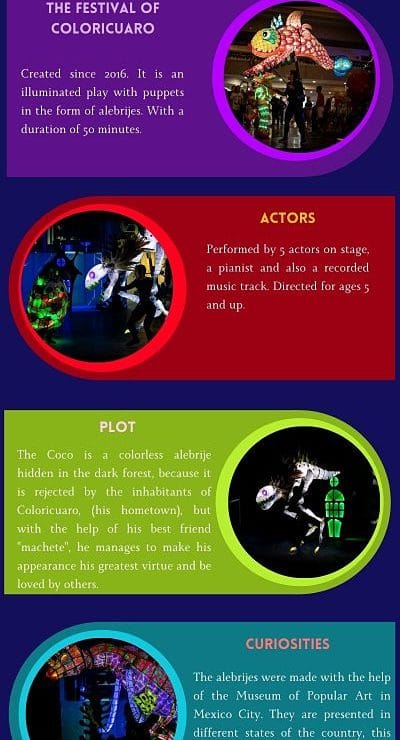 THE FESTIVAL OF
COLORICUARO
Created since 2016. It is an
illuminated play with puppets
in the form of alebrijes. With a
duration of 50 minutes.
ACTORS
Performed by 5 actors on stage,
a pianist and also a recorded
music track. Directed for ages 5
and up.
PLOT
The Coco is a colorless alebrije
hidden in the dark forest, because it
is rejected by the inhabitants of
Coloricuaro, (his hometown), but
with the help of his best friend
"machete", he manages to make his
appearance his greatest virtue and be
loved by others.
CURIOSITIES
The alebrijes were made with the help
of the Museum of Popular Art in
Mexico City. They are presented in
different states of the country, this